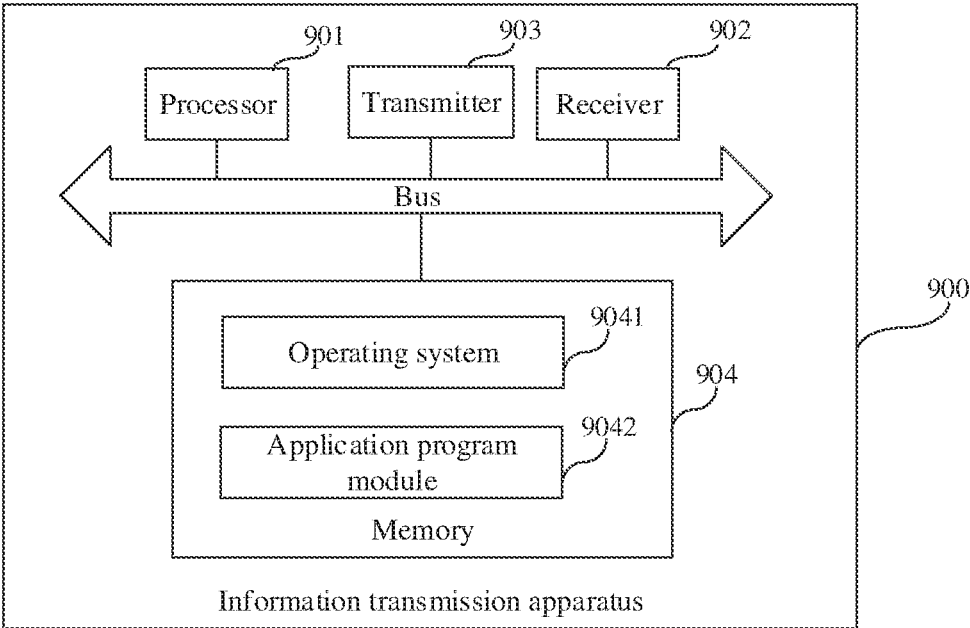 901
903
902
Processor
Transmitter
Receiver
Bus
900
9041
Operating system
904
9042
Application program
module
Memory
Information transmission apparatus